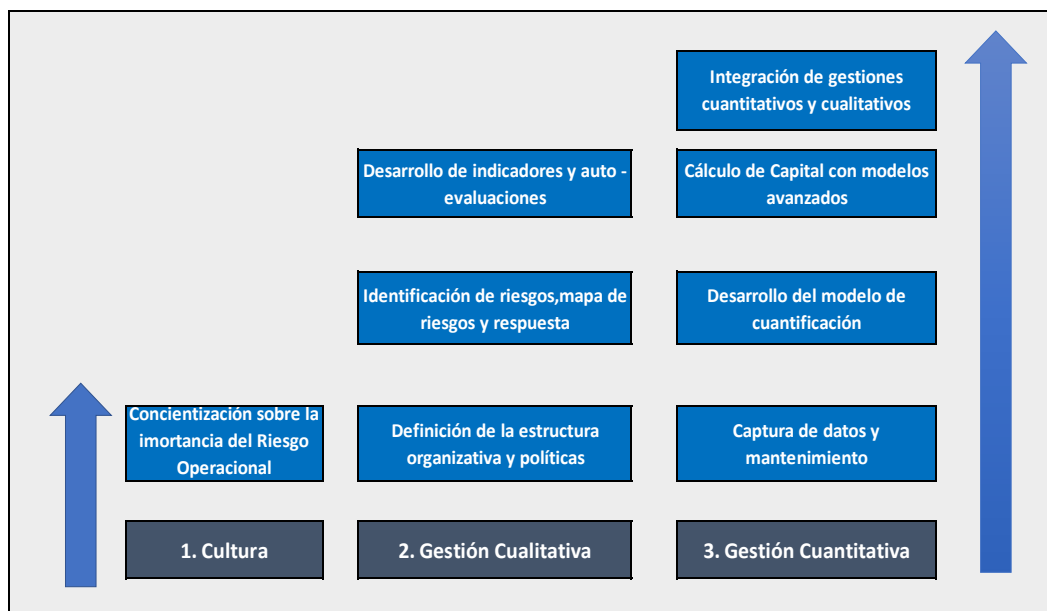 Integración de gestiones
cuantitativos y cualitativos
Desarrollo de indicadores y auto -
evaluaciones
Cálculo de Capital con modelos
avanzados
Identificación de riesgos,mapa de
riesgos y respuesta
Desarrollo del modelo de
cuantificación
Concientización sobre la
imortancia del Riesgo
Operacional
Definición de la estructura
organizativa y políticas
Captura de datos y
mantenimiento
1. Cultura
2. Gestión Cualitativa
3. Gestión Cuantitativa